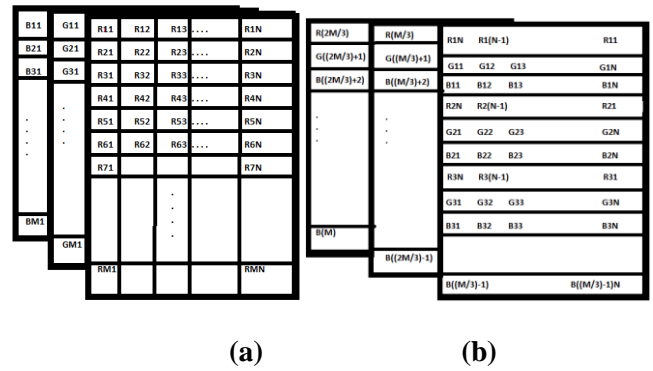 B11 G11 R11 R12 R13 .... R1N
B21 G21 R21 R22 R23 .... R2N
B31 G31 R31 R32 R33 .... R3N
R41 R42 R43 .... R4N
R51 R52 R53 .... R5N
R61 R62 R63 .... R6N
R71 R7N
BM1
GM1
RM1 RMN
(a)
R(2M/3) R(M/3) R1N R1(N-1) R11
G((2M/3)+1) G((M/3)+1) G11 G12 G13 G1N
B((2M/3)+2) B((M/3)+2) B11 B12 B13 B1N
R2N R2(N-1) R21
G21 G22 G23 G2N
B21 B22 B23 B2N
R3N R3(N-1) R31
G31 G32 G33 G3N
B31 B32 B33 B3N
B(M)
B((2M/3)-1)
B((M/3)-1) B((M/3)-1)N
(b)